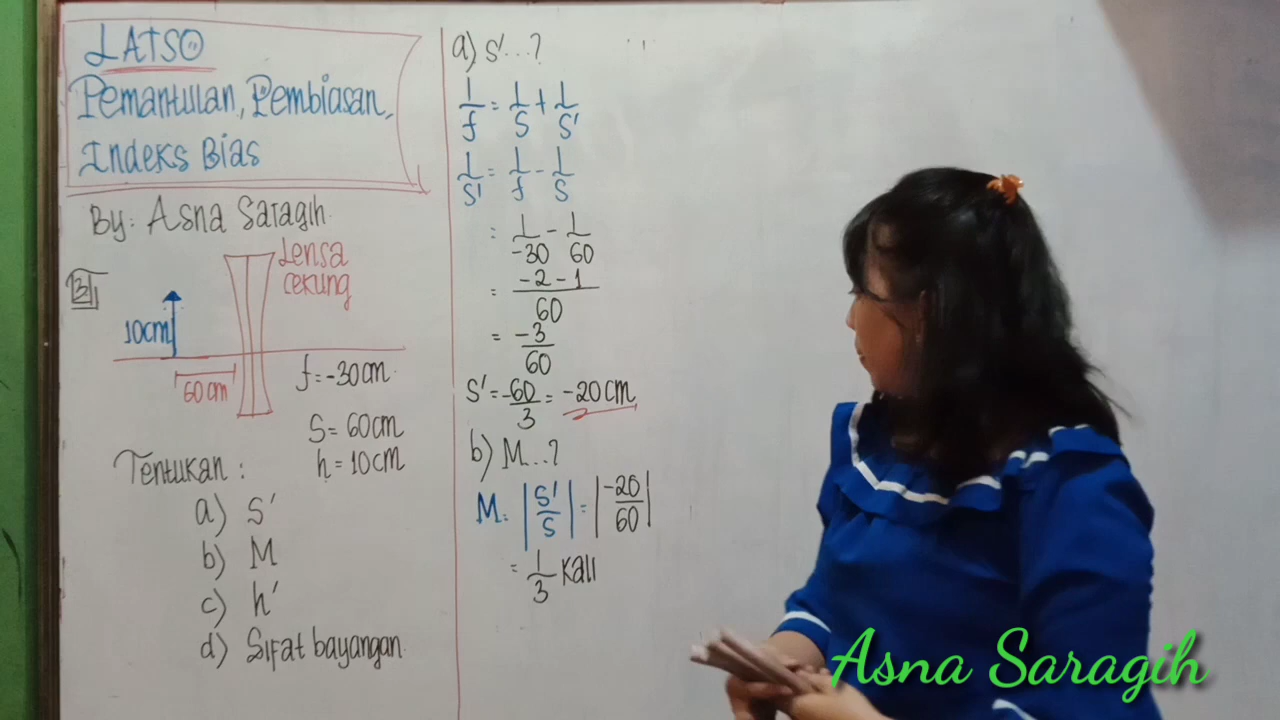 LATSO
Pemantulan, Pembiasan,
Indeks Bias
By: Asna Saragih
3
Lensa
cekung
10cm
60 cm
f = -30 cm
S = 60 cm
h = 10 cm
Tentukan :
a) S'
b) M
c) h'
d) Sifat bayangan
a) S'...?
1/f = 1/S + 1/S'
1/S' = 1/f - 1/S
= 1/-30 - 1/60
= -2 - 1/60
= -3/60
S' = -60/3 = -20 cm
b) M...?
M = |S'/S| = |-20/60|
= 1/3 kali
Asna Saragih